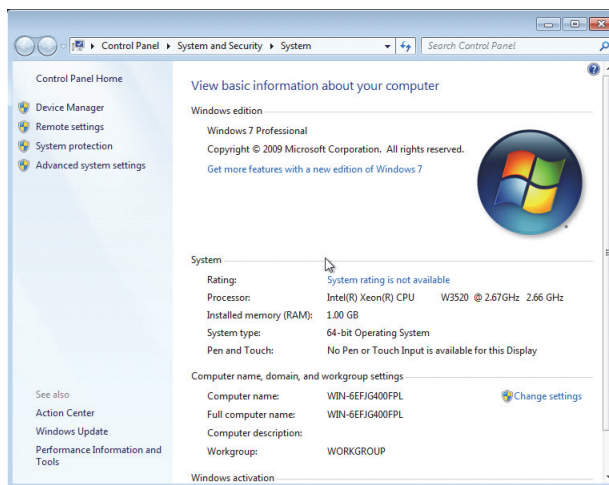 Control Panel ▸ System and Security ▸ System
Search Control Panel
Control Panel Home
Device Manager
Remote settings
System protection
Advanced system settings
See also
Action Center
Windows Update
Performance Information and
Tools
View basic information about your computer
Windows edition
Windows 7 Professional
Copyright © 2009 Microsoft Corporation. All rights reserved.
Get more features with a new edition of Windows 7
System
Rating: System rating is not available
Processor: Intel(R) Xeon(R) CPU W3520 @ 2.67GHz 2.66 GHz
Installed memory (RAM): 1.00 GB
System type: 64-bit Operating System
Pen and Touch: No Pen or Touch Input is available for this Display
Computer name, domain, and workgroup settings
Computer name: WIN-6EFJG400FPL Change settings
Full computer name: WIN-6EFJG400FPL
Computer description:
Workgroup: WORKGROUP
Windows activation